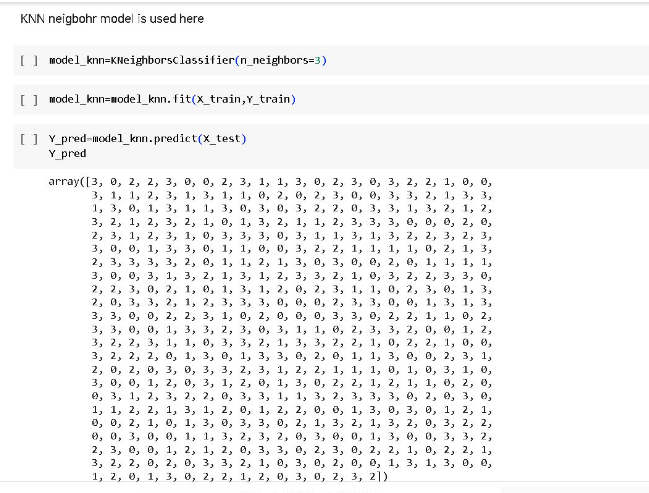 KNN neigbohr model is used here
[ ] model_knn=KNeighborsClassifier(n_neighbors=3)
[ ] model_knn=model_knn.fit(X_train,Y_train)
[ ] Y_pred=model_knn.predict(X_test)
Y_pred
array([3, 0, 2, 2, 3, 0, 0, 2, 3, 1, 1, 3, 0, 2, 3, 0, 3, 2, 2, 1, 0, 0,
3, 1, 1, 2, 3, 1, 3, 1, 1, 0, 2, 0, 2, 3, 0, 0, 3, 3, 2, 1, 3, 3,
1, 3, 0, 1, 3, 1, 1, 3, 0, 3, 0, 3, 2, 2, 0, 3, 3, 1, 3, 2, 1, 2,
3, 2, 1, 2, 3, 2, 1, 0, 1, 3, 2, 1, 1, 2, 3, 3, 3, 0, 0, 0, 2, 0,
2, 3, 1, 2, 3, 1, 0, 3, 3, 3, 0, 3, 1, 1, 3, 1, 3, 2, 2, 3, 2, 3,
3, 0, 0, 1, 3, 3, 0, 1, 1, 0, 0, 3, 2, 2, 1, 1, 1, 1, 0, 2, 1, 3,
2, 3, 3, 3, 3, 2, 0, 1, 1, 2, 1, 3, 0, 3, 0, 0, 2, 0, 1, 1, 1, 1,
3, 0, 0, 3, 1, 3, 2, 1, 3, 1, 2, 3, 3, 2, 1, 0, 3, 2, 2, 3, 3, 0,
2, 2, 3, 0, 2, 1, 0, 1, 3, 1, 2, 0, 2, 3, 1, 1, 0, 2, 3, 0, 1, 3,
2, 0, 3, 3, 2, 1, 2, 3, 3, 3, 0, 0, 0, 2, 3, 3, 0, 0, 1, 3, 1, 3,
3, 3, 0, 0, 2, 2, 3, 1, 0, 2, 0, 0, 0, 3, 3, 0, 2, 2, 1, 1, 0, 2,
3, 3, 0, 0, 1, 3, 3, 2, 3, 0, 3, 1, 1, 0, 2, 3, 3, 2, 0, 0, 1, 2,
3, 2, 2, 3, 1, 1, 0, 3, 3, 2, 1, 3, 3, 2, 2, 1, 0, 2, 2, 1, 0, 0,
3, 2, 2, 2, 0, 1, 3, 0, 1, 3, 3, 0, 2, 0, 1, 1, 3, 0, 0, 2, 3, 1,
2, 0, 2, 0, 3, 0, 3, 3, 2, 3, 1, 2, 2, 1, 1, 1, 0, 1, 0, 3, 1, 0,
3, 0, 0, 1, 2, 0, 3, 1, 2, 0, 1, 3, 0, 2, 2, 1, 2, 1, 1, 0, 2, 0,
0, 3, 1, 2, 3, 2, 2, 0, 3, 3, 1, 1, 3, 2, 3, 3, 3, 0, 2, 0, 3, 0,
1, 1, 2, 2, 1, 3, 1, 2, 0, 1, 2, 2, 0, 0, 1, 3, 0, 3, 0, 1, 2, 1,
0, 0, 2, 1, 0, 1, 3, 0, 3, 3, 0, 2, 1, 3, 2, 1, 3, 2, 0, 3, 2, 2,
0, 0, 3, 0, 0, 1, 1, 3, 2, 3, 2, 0, 3, 0, 0, 1, 3, 0, 0, 3, 3, 2,
2, 3, 0, 0, 1, 2, 1, 2, 0, 3, 3, 0, 2, 3, 0, 2, 2, 1, 0, 2, 2, 1,
3, 2, 2, 0, 2, 0, 3, 3, 2, 1, 0, 3, 0, 2, 0, 0, 1, 3, 1, 3, 0, 0,
1, 2, 0, 1, 3, 0, 2, 2, 1, 2, 0, 3, 0, 2, 3, 2])